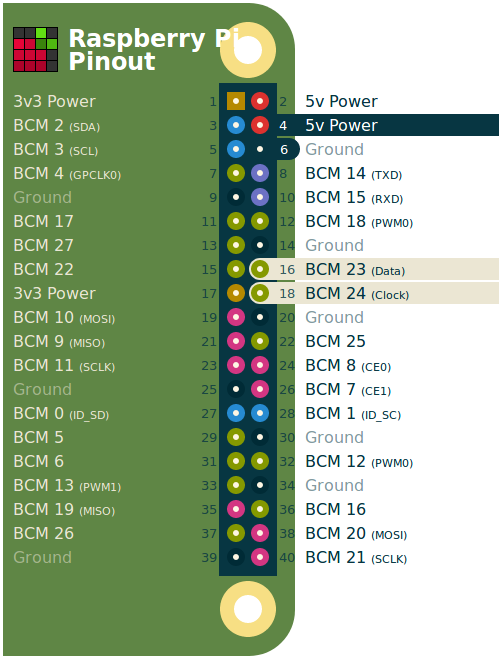 Raspberry Pi
Pinout
3v3 Power 1 2 5v Power
BCM 2 (SDA) 3 4 5v Power
BCM 3 (SCL) 5 6 Ground
BCM 4 (GPCLK0) 7 8 BCM 14 (TXD)
Ground 9 10 BCM 15 (RXD)
BCM 17 11 12 BCM 18 (PWM0)
BCM 27 13 14 Ground
BCM 22 15 16 BCM 23 (Data)
3v3 Power 17 18 BCM 24 (Clock)
BCM 10 (MOSI) 19 20 Ground
BCM 9 (MISO) 21 22 BCM 25
BCM 11 (SCLK) 23 24 BCM 8 (CE0)
Ground 25 26 BCM 7 (CE1)
BCM 0 (ID_SD) 27 28 BCM 1 (ID_SC)
BCM 5 29 30 Ground
BCM 6 31 32 BCM 12 (PWM0)
BCM 13 (PWM1) 33 34 Ground
BCM 19 (MISO) 35 36 BCM 16
BCM 26 37 38 BCM 20 (MOSI)
Ground 39 40 BCM 21 (SCLK)